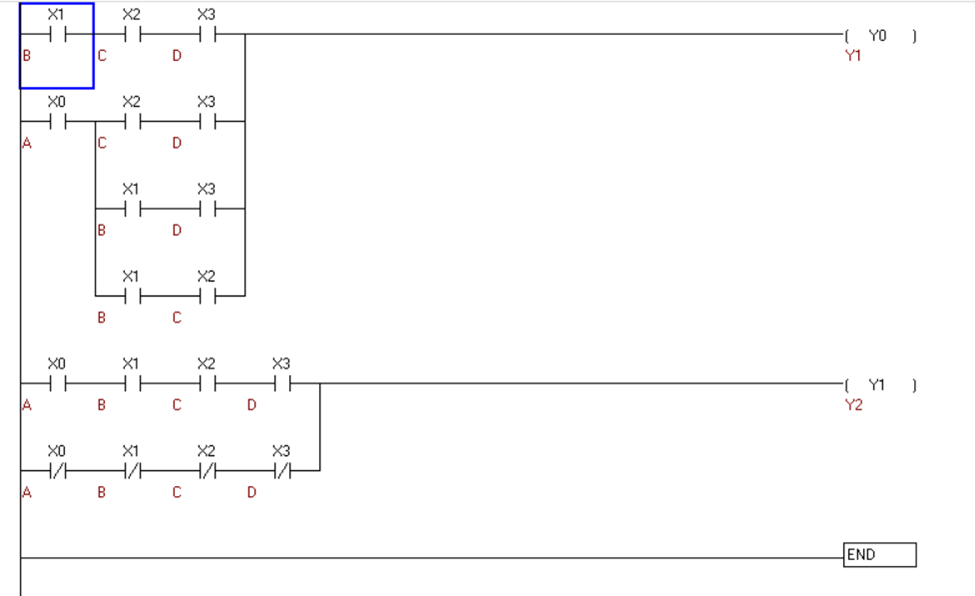 X1 X2 X3
( Y0 )
B C D Y1
X0 X2 X3
A C D
X1 X3
B D
X1 X2
B C
X0 X1 X2 X3
( Y1 )
A B C D Y2
X0 X1 X2 X3
A B C D
END